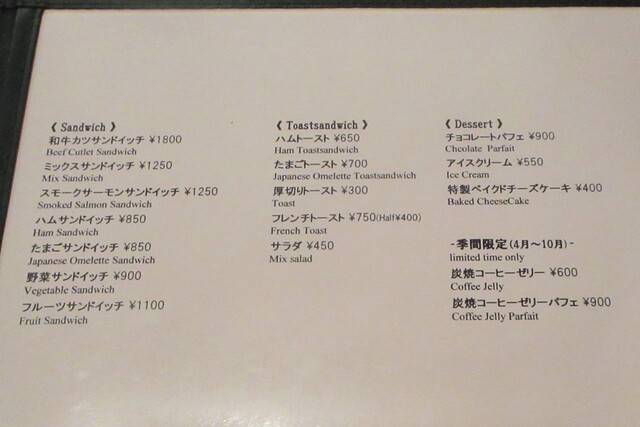 《 Sandwich 》
和牛カツサンドイッチ ¥1800
Beef Cutlet Sandwich
ミックスサンドイッチ ¥1250
Mix Sandwich
スモークサーモンサンドイッチ ¥1250
Smoked Salmon Sandwich
ハムサンドイッチ ¥850
Ham Sandwich
たまごサンドイッチ ¥850
Japanese Omelette Sandwich
野菜サンドイッチ ¥900
Vegetable Sandwich
フルーツサンドイッチ ¥1100
Fruit Sandwich
《 Toastsandwich 》
ハムトースト ¥650
Ham Toastsandwich
たまごトースト ¥700
Japanese Omelette Toastsandwich
厚切りトースト ¥300
Toast
フレンチトースト ¥750(Half¥400)
French Toast
サラダ ¥450
Mix salad
《 Dessert 》
チョコレートパフェ ¥900
Chcolate Parfait
アイスクリーム ¥550
Ice Cream
特製ベイクドチーズケーキ ¥400
Baked CheeseCake
-季間限定(4月～10月)-
limited time only
炭焼コーヒーゼリー ¥600
Coffee Jelly
炭焼コーヒーゼリーパフェ ¥900
Coffee Jelly Parfait